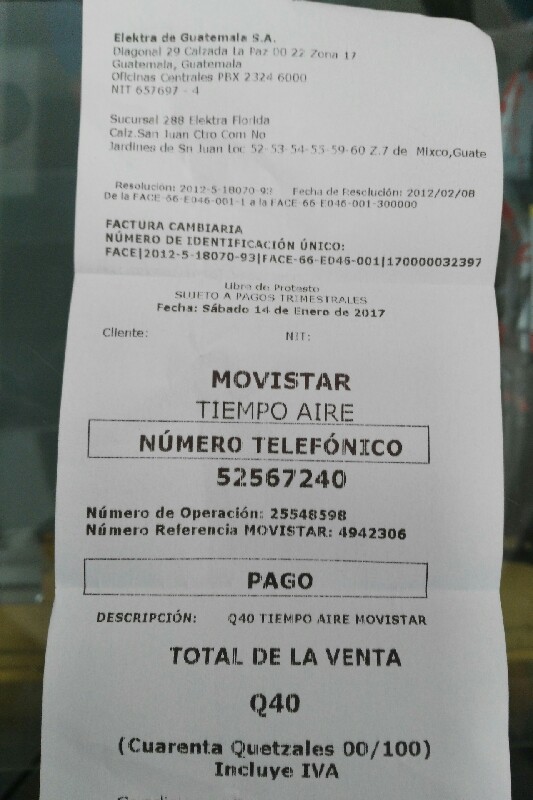 Elektra de Guatemala S.A.
Diagonal 29 Calzada La Paz 00 22 Zona 17
Guatemala, Guatemala
Oficinas Centrales PBX 2324 6000
NIT 657697 - 4
Sucursal 288 Elektra Florida
Calz.San Juan Ctro Com No
Jardines de Sn Juan Loc 52-53-54-55-59-60 Z.7 de Mixco,Guate
Resolucion: 2012-5-18070-93 Fecha de Resolución: 2012/02/08
De la FACE-66-E046-001-1 a la FACE-66 E046-001-300000
FACTURA CAMBIARIA
NÚMERO DE IDENTIFICACIÓN ÚNICO:
FACE|2012-5-18070-93|FACE-66-E046-001|170000032397
Libre de Protesto
SUJETO A PAGOS TRIMESTRALES
Fecha: Sábado 14 de Enero de 2017
Cliente: NIT:
MOVISTAR
TIEMPO AIRE
NÚMERO TELEFÓNICO
52567240
Número de Operación: 25548598
Número Referencia MOVISTAR: 4942306
PAGO
DESCRIPCIÓN: Q40 TIEMPO AIRE MOVISTAR
TOTAL DE LA VENTA
Q40
(Cuarenta Quetzales 00/100)
Incluye IVA